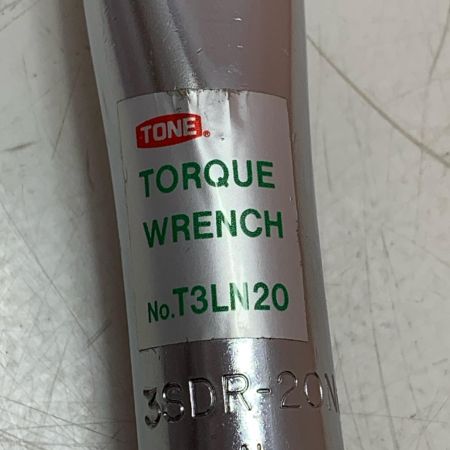 TONE®
TORQUE
WRENCH
No.T3LN20
3SDR-20N